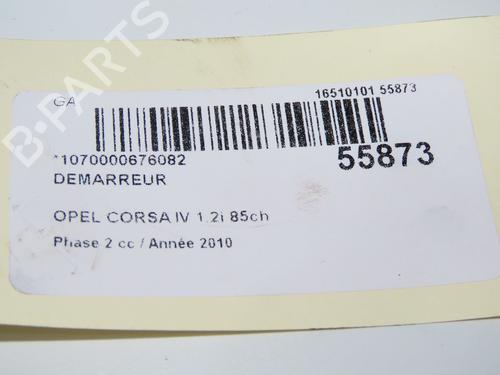 B-PARTS
GA
16510101 55873
*1070000676082
55873
DEMARREUR
OPEL CORSA IV 1.2i 85ch
Phase 2 cc / Année 2010